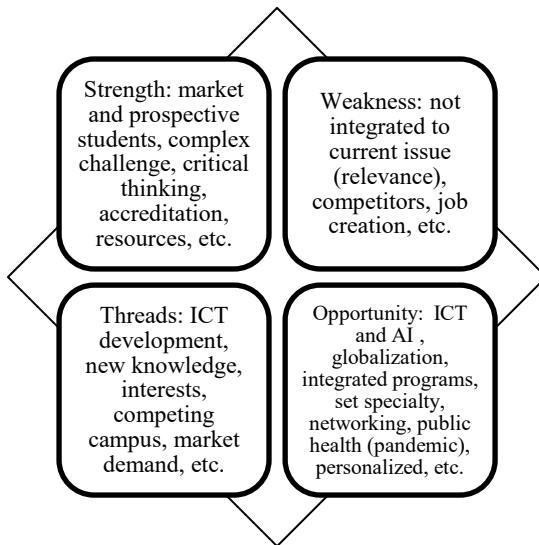 Strength: market
and prospective
students, complex
challenge, critical
thinking,
accreditation,
resources, etc.
Weakness: not
integrated to
current issue
(relevance),
competitors, job
creation, etc.
Threads: ICT
development,
new knowledge,
interests,
competing
campus, market
demand, etc.
Opportunity:  ICT
and AI ,
globalization,
integrated programs,
set specialty,
networking, public
health (pandemic),
personalized, etc.